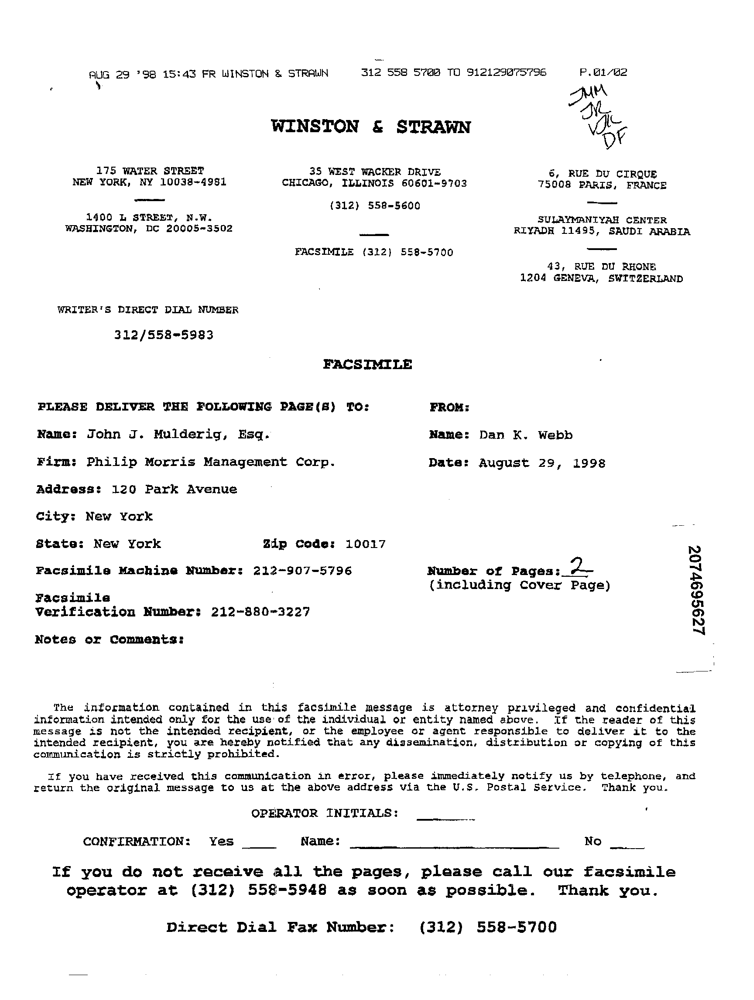 AUG 29 '98 15:43 FR WINSTON & STRAWN 312 558 5700 TO 912129075796 P.01/02
JMM
JR
VJK
DF
WINSTON & STRAWN
175 WATER STREET
NEW YORK, NY 10038-4981
1400 L STREET, N.W.
WASHINGTON, DC 20005-3502
35 WEST WACKER DRIVE
CHICAGO, ILLINOIS 60601-9703
(312) 558-5600
FACSIMILE (312) 558-5700
6, RUE DU CIRQUE
75008 PARIS, FRANCE
SULAYMANIYAH CENTER
RIYADH 11495, SAUDI ARABIA
43, RUE DU RHONE
1204 GENEVA, SWITZERLAND
WRITER'S DIRECT DIAL NUMBER
312/558-5983
FACSIMILE
PLEASE DELIVER THE FOLLOWING PAGE(S) TO: FROM:
Name: John J. Mulderig, Esq. Name: Dan K. Webb
Firm: Philip Morris Management Corp. Date: August 29, 1998
Address: 120 Park Avenue
City: New York
State: New York Zip Code: 10017
Facsimile Machine Number: 212-907-5796 Number of Pages: 2
(including Cover Page)
Facsimile
Verification Number: 212-880-3227
Notes or Comments:
2074695627
The information contained in this facsimile message is attorney privileged and confidential
information intended only for the use of the individual or entity named above. If the reader of this
message is not the intended recipient, or the employee or agent responsible to deliver it to the
intended recipient, you are hereby notified that any dissemination, distribution or copying of this
communication is strictly prohibited.
If you have received this communication in error, please immediately notify us by telephone, and
return the original message to us at the above address via the U.S. Postal Service. Thank you.
OPERATOR INITIALS: ______
CONFIRMATION: Yes ____ Name: ____________________ No ____
If you do not receive all the pages, please call our facsimile
operator at (312) 558-5948 as soon as possible. Thank you.
Direct Dial Fax Number: (312) 558-5700